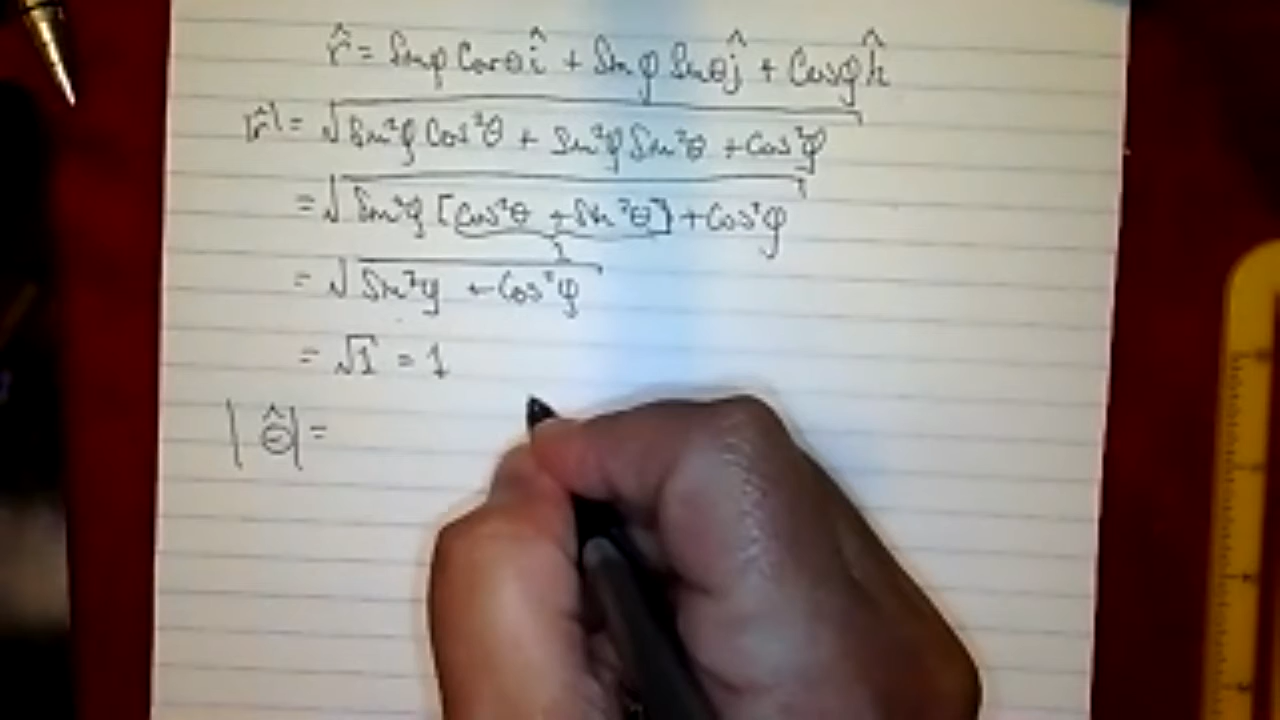 r̂ = Sinφ Cosθ î + Sinφ Sinθ ĵ + Cosφ k̂
|r̂| = √(Sin²φ Cos²θ + Sin²φ Sin²θ + Cos²φ)
= √(Sin²φ [Cos²θ + Sin²θ] + Cos²φ)
1
= √(Sin²φ + Cos²φ)
= √1 = 1
|θ̂| =